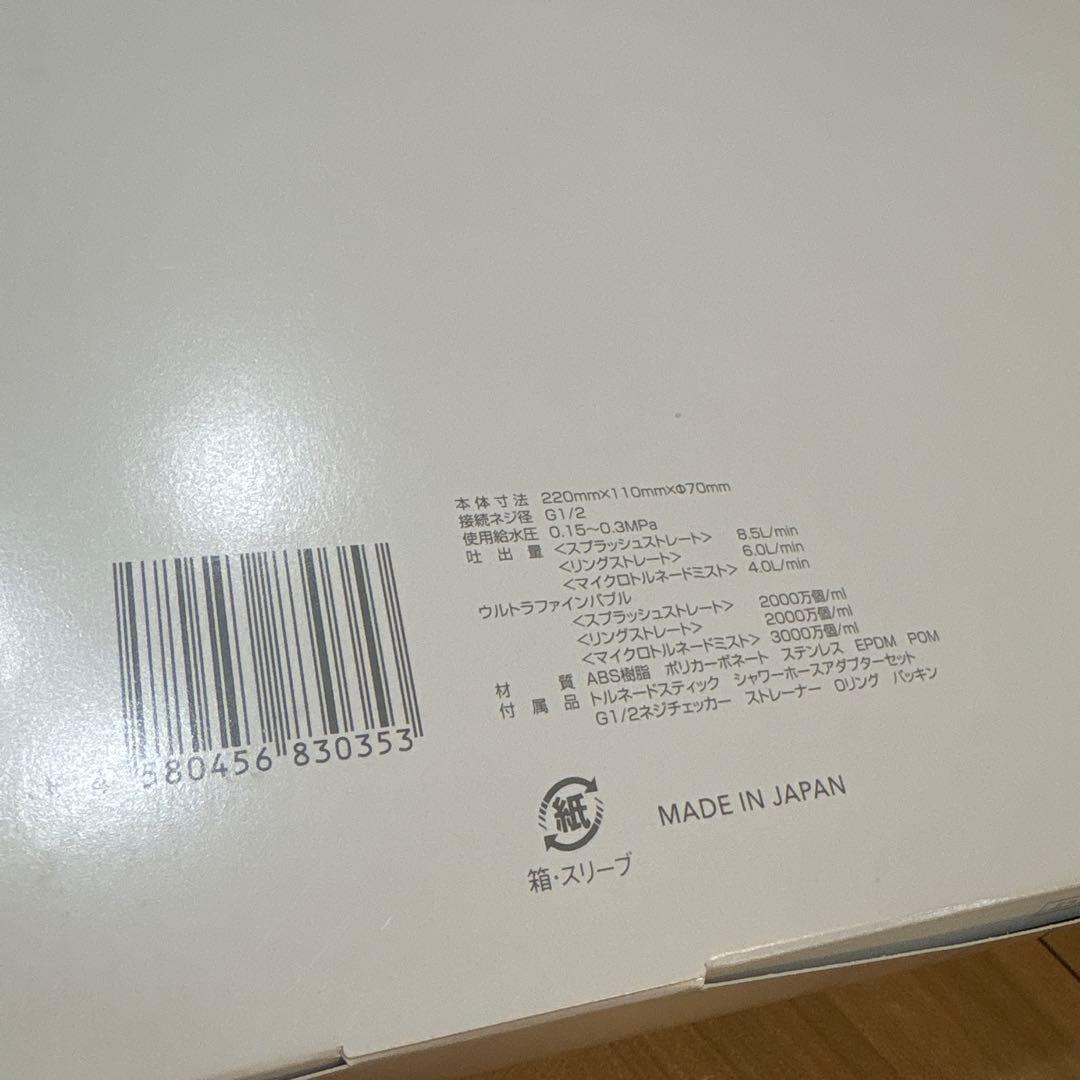 本体寸法 220mm×110mm×Φ70mm
接続ネジ径 G1/2
使用給水圧 0.15〜0.3MPa
吐出量 <スプラッシュストレート> 8.5L/min
<リングストレート> 6.0L/min
<マイクロトルネードミスト> 4.0L/min
ウルトラファインバブル
<スプラッシュストレート> 2000万個/ml
<リングストレート> 2000万個/ml
<マイクロトルネードミスト> 3000万個/ml
材質 ABS樹脂 ポリカーボネート ステンレス EPDM POM
付属品 トルネードスティック シャワーホースアダプターセット
G1/2ネジチェッカー ストレーナー Oリング パッキン
4 580456 830353
紙
箱・スリーブ
MADE IN JAPAN